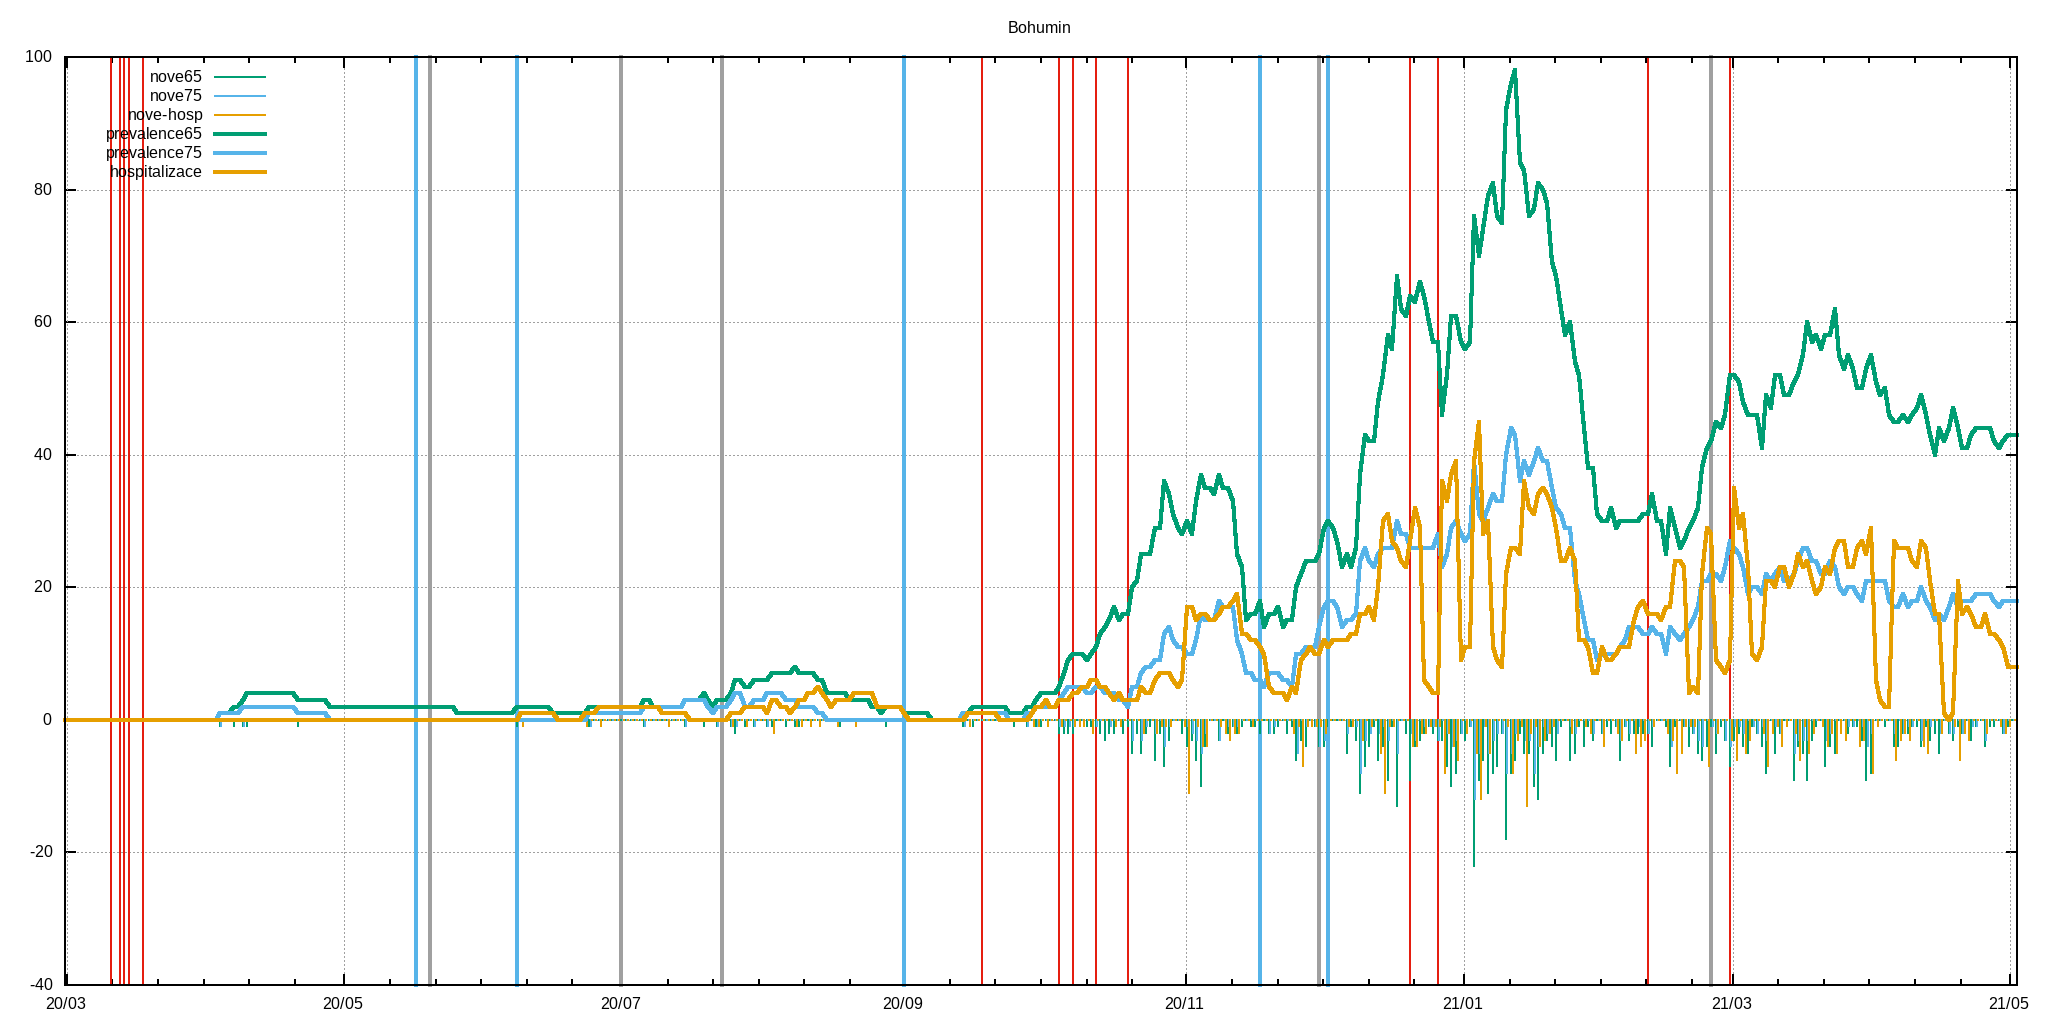 Bohumin
100
nove65
nove75
nove-hosp
prevalence65
prevalence75
hospitalizace
80
60
40
20
0
-20
-40
20/03 20/05 20/07 20/09 20/11 21/01 21/03 21/05